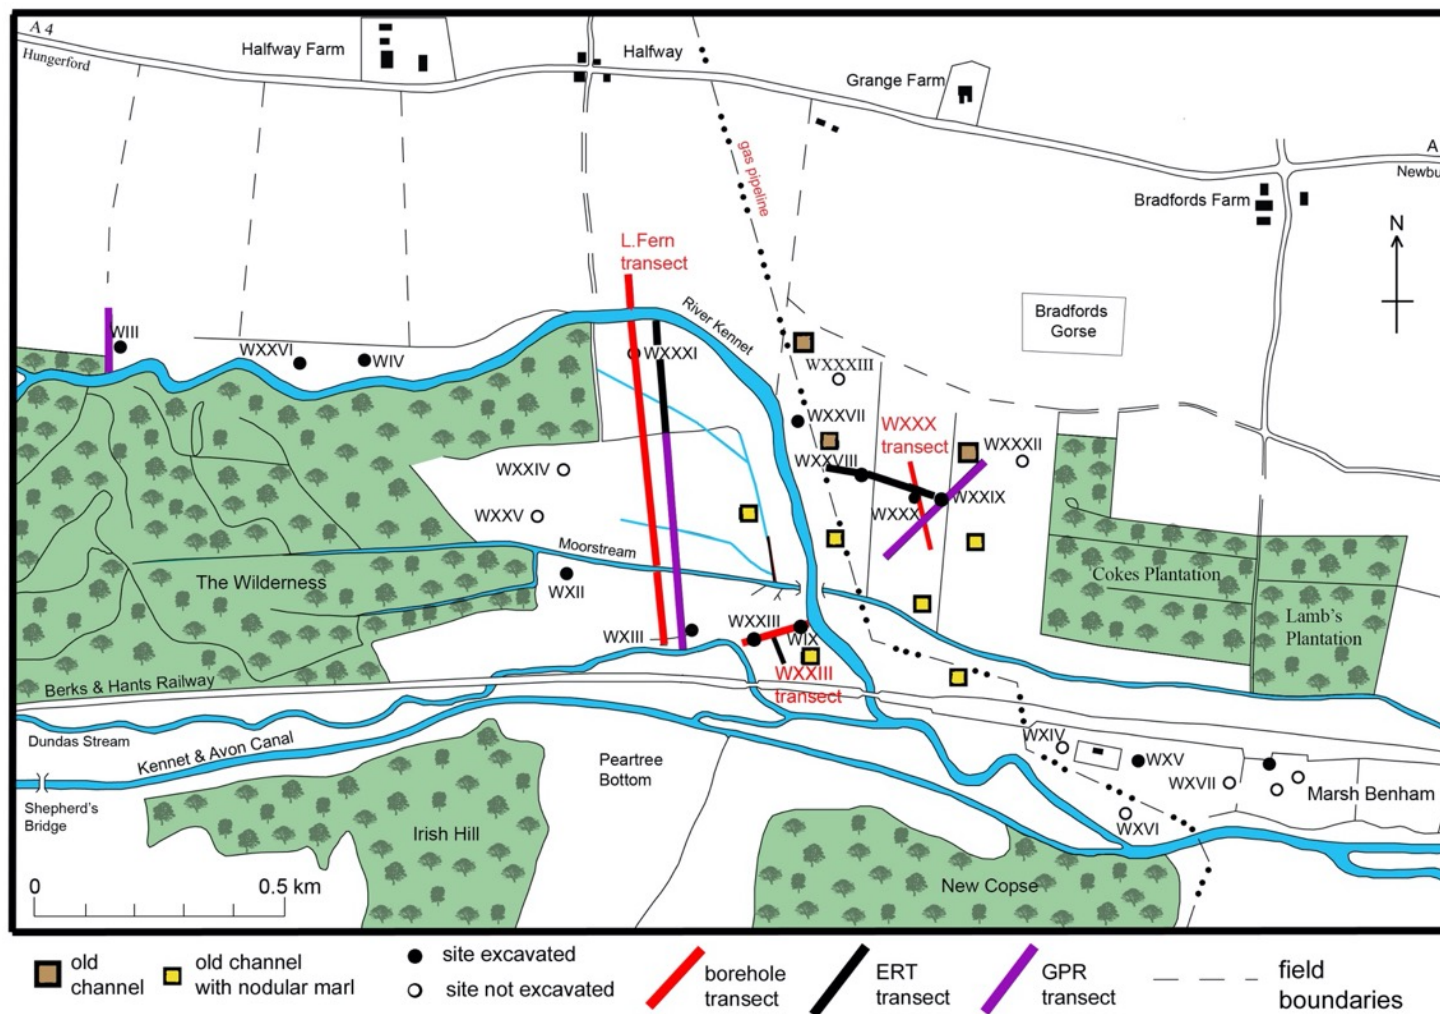 A 4
Hungerford
Halfway Farm
Halfway
Grange Farm
A
Newbu
Bradfords Farm
gas pipeline
N
L.Fern
transect
River Kennet
Bradfords
Gorse
WIII
WXXVI
WIV
WXXXI
WXXXIII
WXXVII
WXXX
transect
WXXXII
WXXVIII
WXXIV
WXXIX
WXXV
WXXX
Moorstream
The Wilderness
WXII
Cokes Plantation
Lamb's
Plantation
WXXIII
WXIII
WIX
WXXIII
transect
Berks & Hants Railway
Dundas Stream
Kennet & Avon Canal
WXIV
WXV
WXVII
Marsh Benham
WXVI
Peartree
Bottom
Shepherd's
Bridge
Irish Hill
New Copse
0
0.5 km
old
channel
old channel
with nodular marl
site excavated
site not excavated
borehole
transect
ERT
transect
GPR
transect
field
boundaries